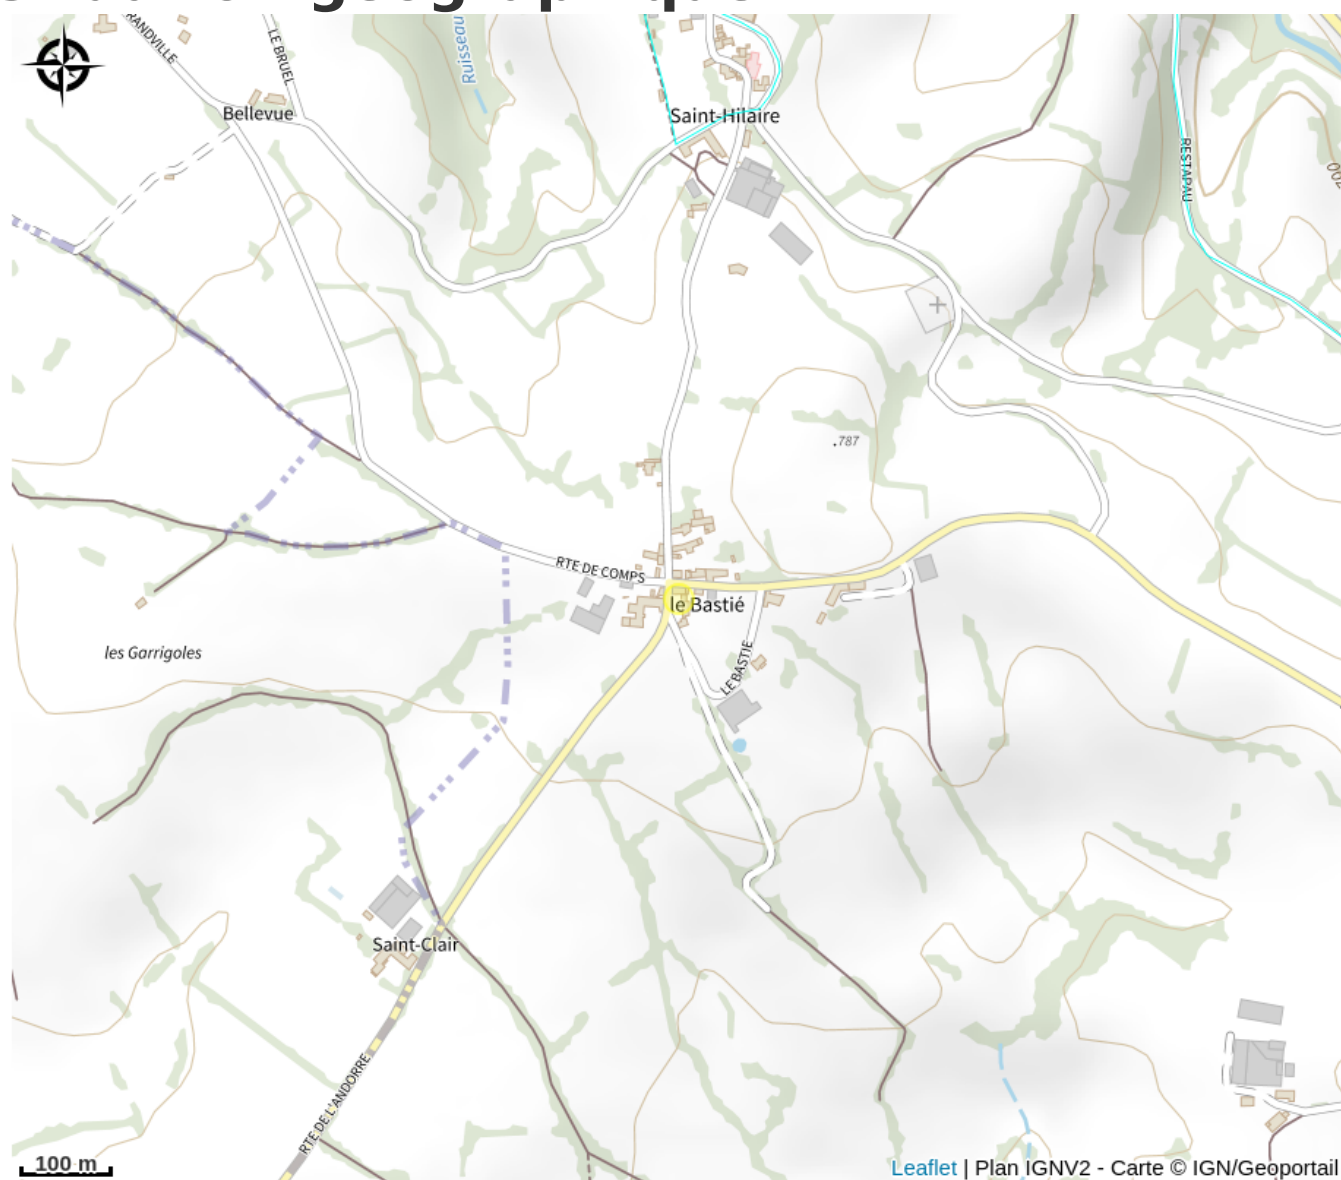 RANDVILLE
LE BRUEL
Ruisseau
Bellevue
Saint-Hilaire
RESTAPAU
.787
RTE DE COMPS
le Bastié
les Garrigoles
LE BASTIE
Saint-Clair
RTE DE L'ANDORRE
100 m
Leaflet | Plan IGNV2 - Carte © IGN/Geoportail